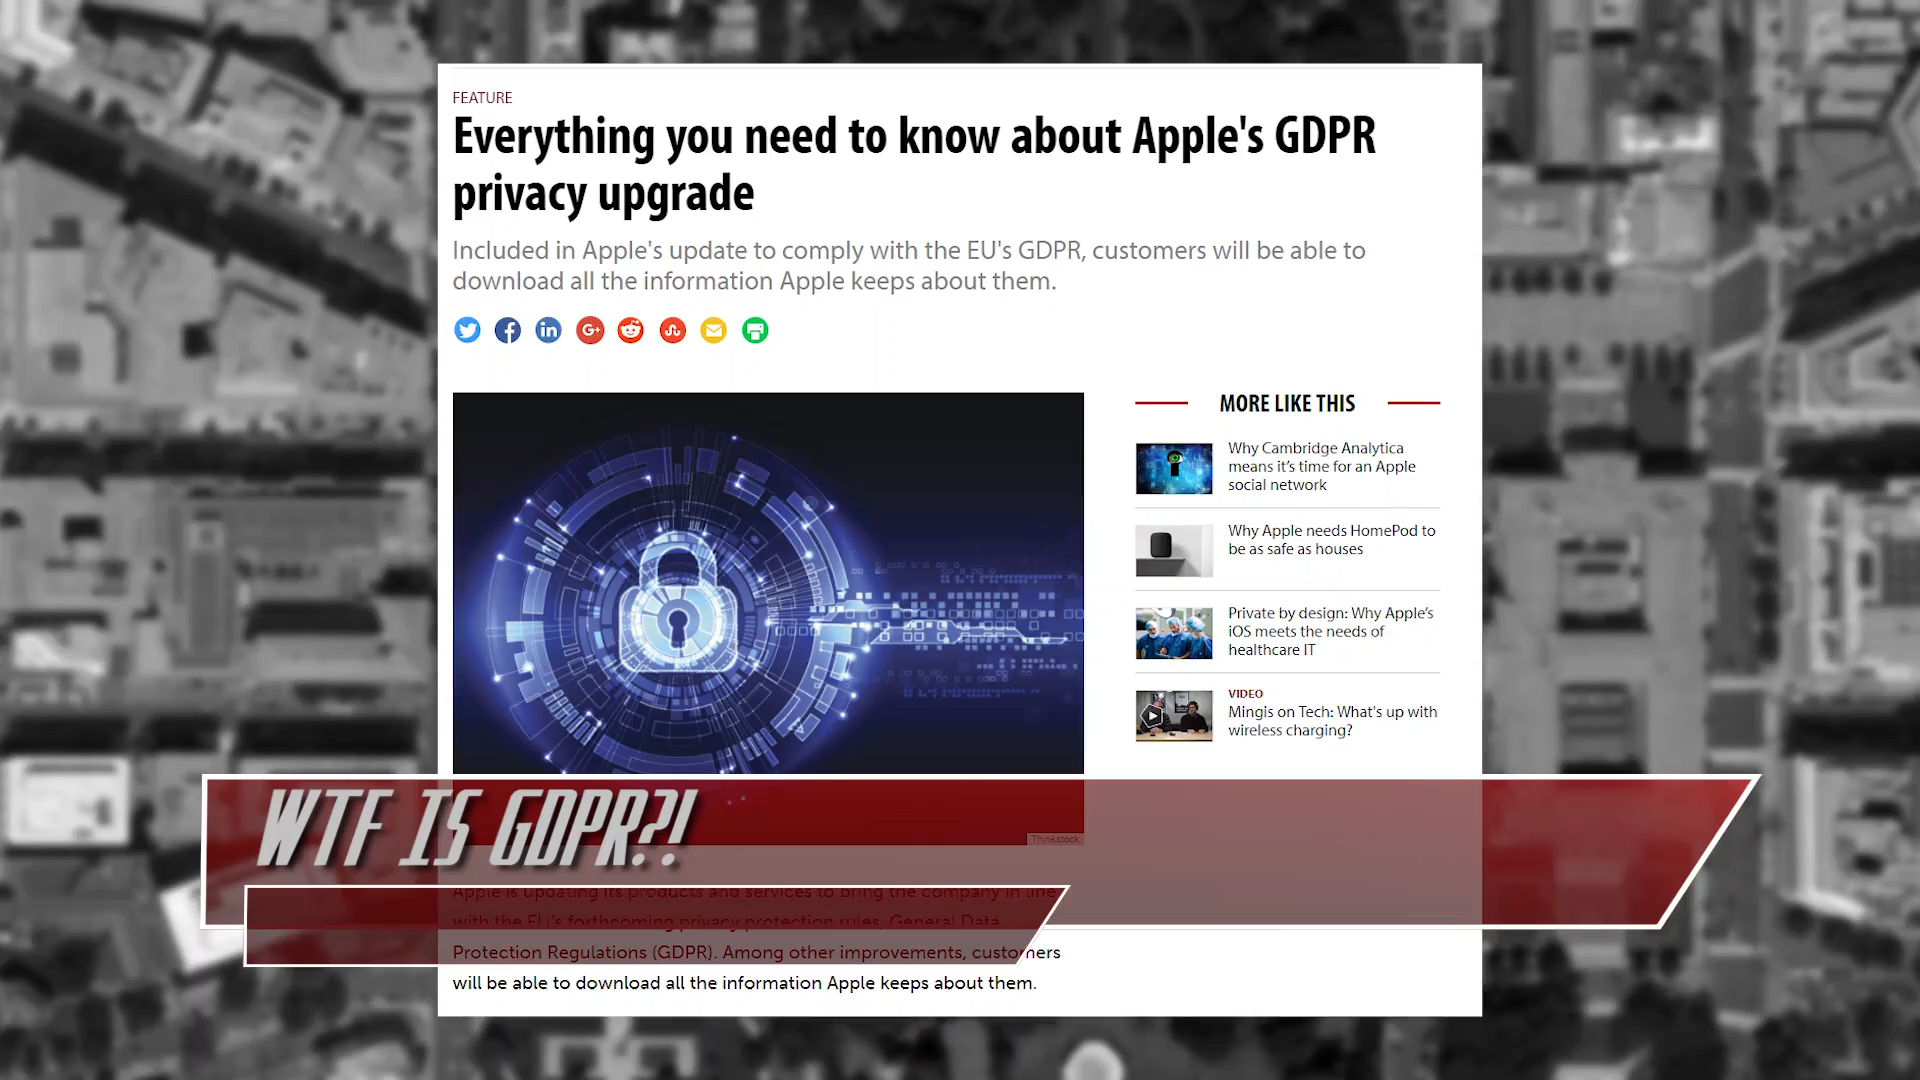 FEATURE
Everything you need to know about Apple's GDPR
privacy upgrade
Included in Apple's update to comply with the EU's GDPR, customers will be able to
download all the information Apple keeps about them.
MORE LIKE THIS
Why Cambridge Analytica
means it’s time for an Apple
social network
Why Apple needs HomePod to
be as safe as houses
Private by design: Why Apple’s
iOS meets the needs of
healthcare IT
VIDEO
Mingis on Tech: What's up with
wireless charging?
WTF IS GDPR?!
Thinkstock
Apple is updating its products and services to bring the company in line
with the EU’s forthcoming privacy protection rules, General Data
Protection Regulations (GDPR). Among other improvements, customers
will be able to download all the information Apple keeps about them.